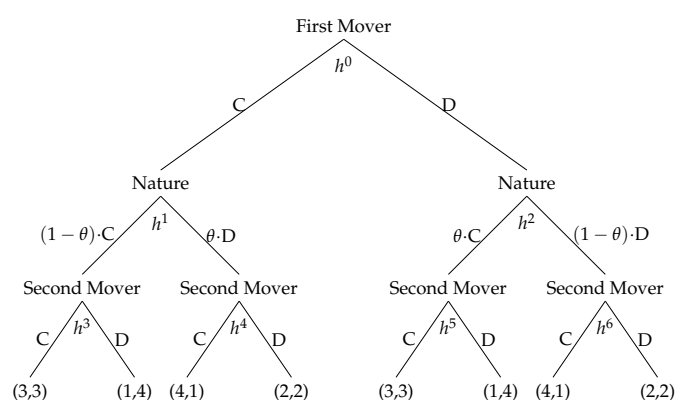 First Mover
h⁰
C D
Nature Nature
h¹ h²
(1 − θ)·C θ·D θ·C (1 − θ)·D
Second Mover Second Mover Second Mover Second Mover
C h³ D C h⁴ D C h⁵ D C h⁶ D
(3,3) (1,4) (4,1) (2,2) (3,3) (1,4) (4,1) (2,2)